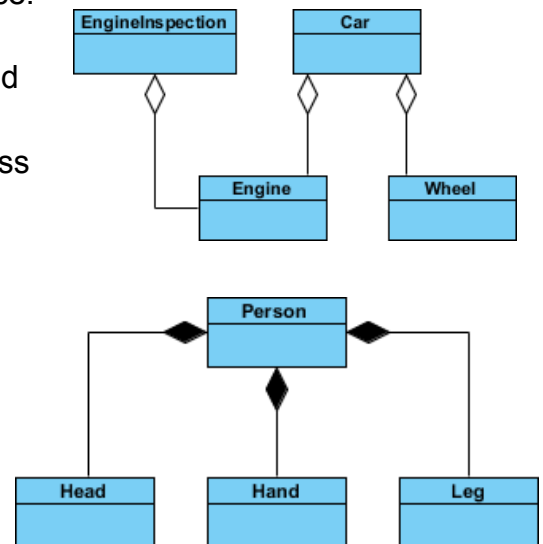 EngineInspection
Car
Engine
Wheel
Person
Head
Hand
Leg